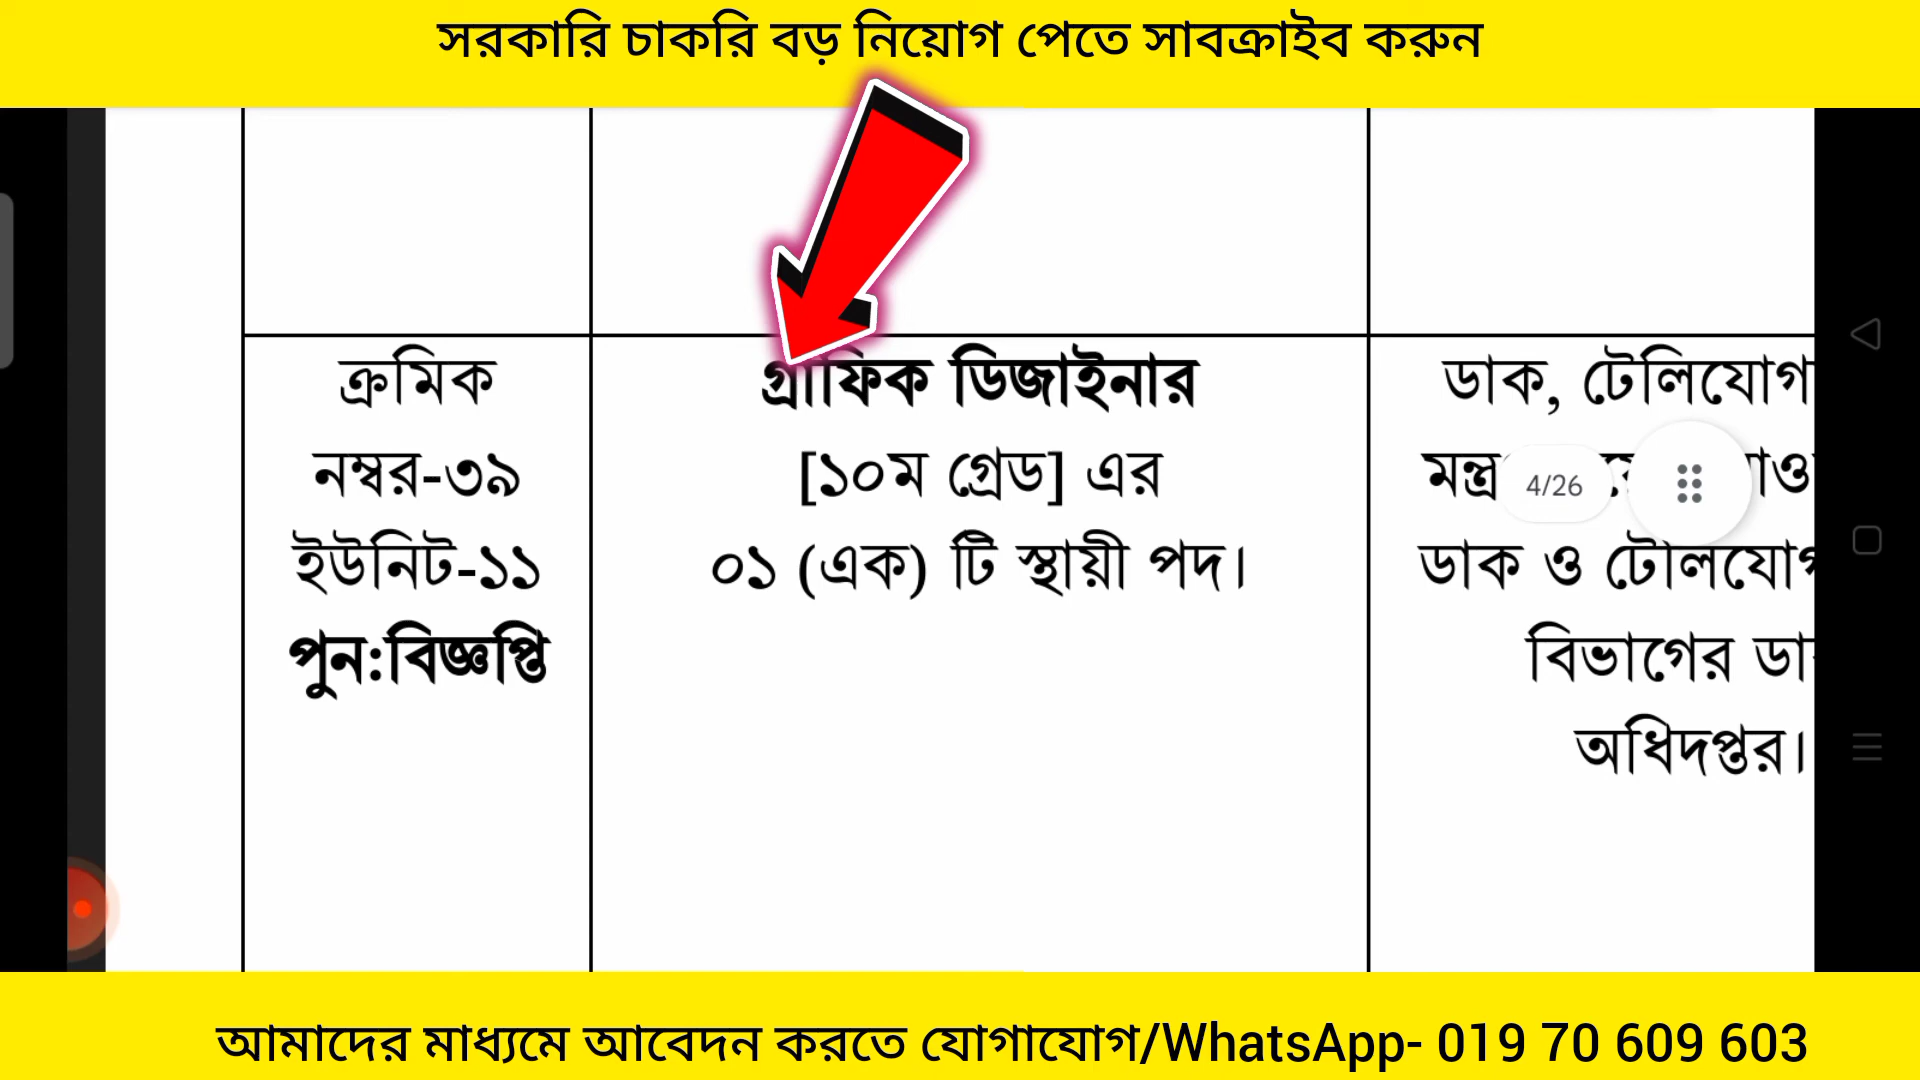 সরকারি চাকরি বড় নিয়োগ পেতে সাবক্রাইব করুন
ক্রমিক
নম্বর-৩৯
ইউনিট-১১
পুন:বিজ্ঞপ্তি
গ্রাফিক ডিজাইনার
[১০ম গ্রেড] এর
০১ (এক) টি স্থায়ী পদ।
ডাক,
ডাক ও
বিভাগের
অধিদপ্তর।
4/26
আমাদের মাধ্যমে আবেদন করতে যোগাযোগ/WhatsApp- 019 70 609 603